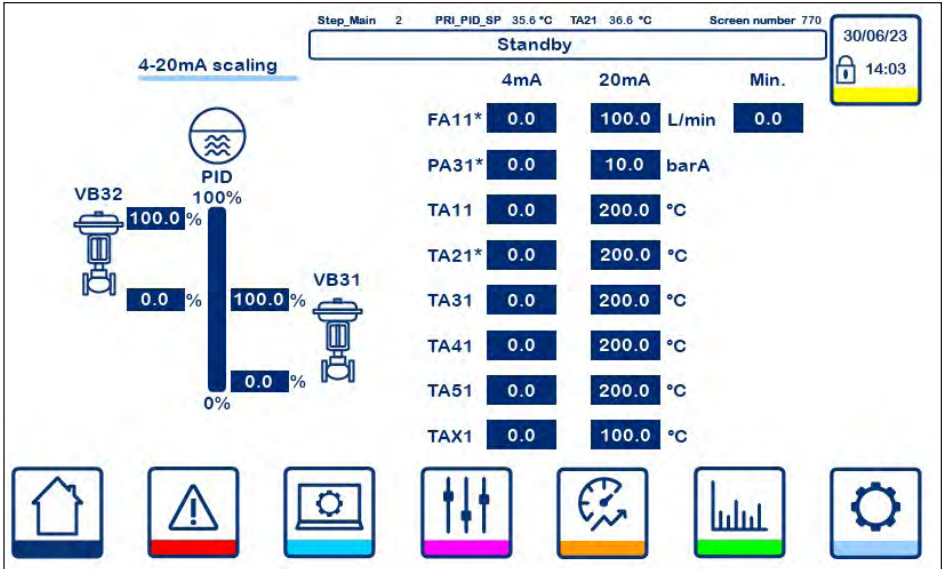 Step_Main 2 PRI_PID_SP 35.6 °C TA21 36.6 °C Screen number 770
Standby
30/06/23
14:03
4-20mA scaling
4mA 20mA Min.
FA11* 0.0 100.0 L/min 0.0
PA31* 0.0 10.0 barA
TA11 0.0 200.0 °C
TA21* 0.0 200.0 °C
TA31 0.0 200.0 °C
TA41 0.0 200.0 °C
TA51 0.0 200.0 °C
TAX1 0.0 100.0 °C
PID
100%
VB32
100.0 %
0.0 %
VB31
100.0 %
0.0 %
0%